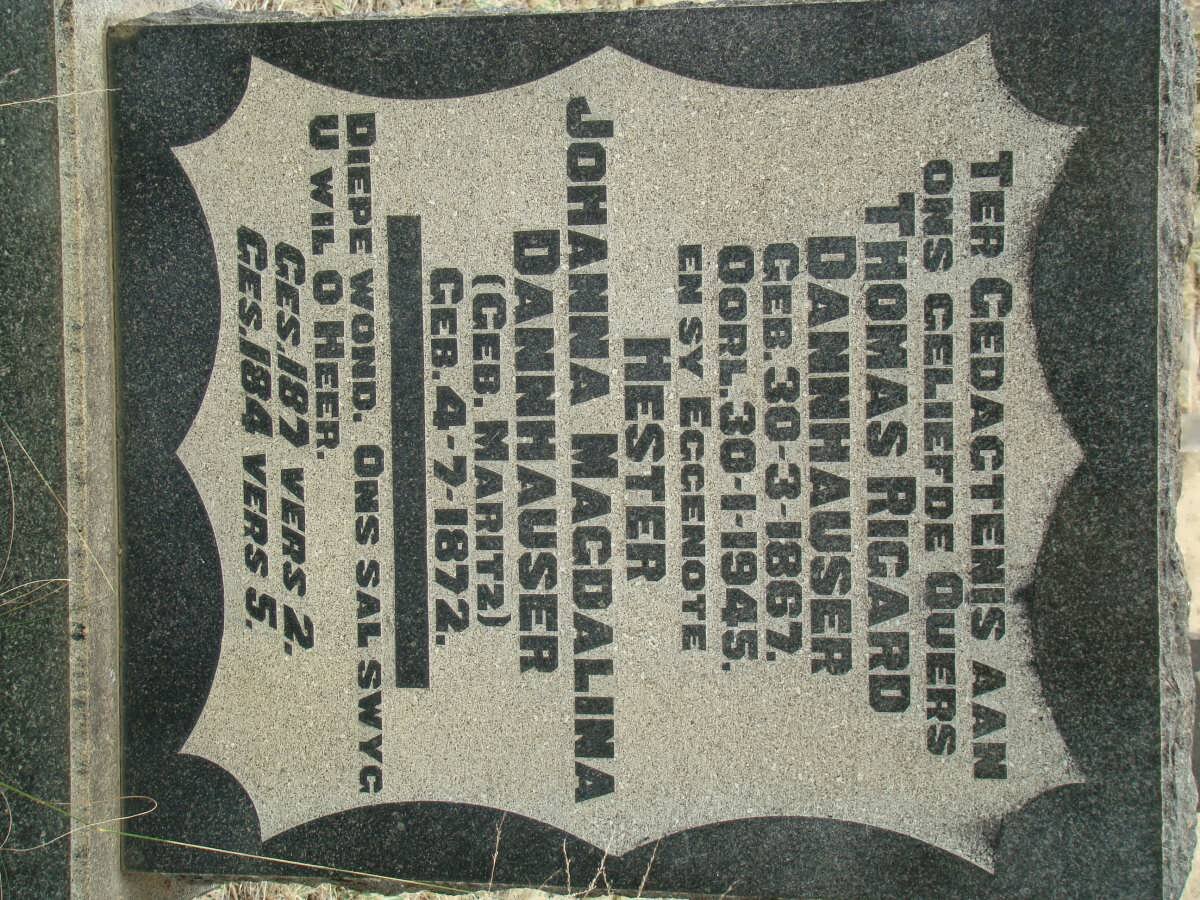 TER GEDACTENIS AAN
ONS GELIEFDE OUERS
THOMAS RICARD
DANNHAUSER
GEB. 30-3-1867.
OORL. 30-1-1945.
EN SY EGGENOTE
HESTER
JOHANNA MAGDALINA
DANNHAUSER
(GEB. MARITZ)
GEB. 4-7-1872.
DIEPE WOND. ONS SAL SWYG
U WIL O HEER.
GES. 187 VERS 2.
GES. 184 VERS 5.